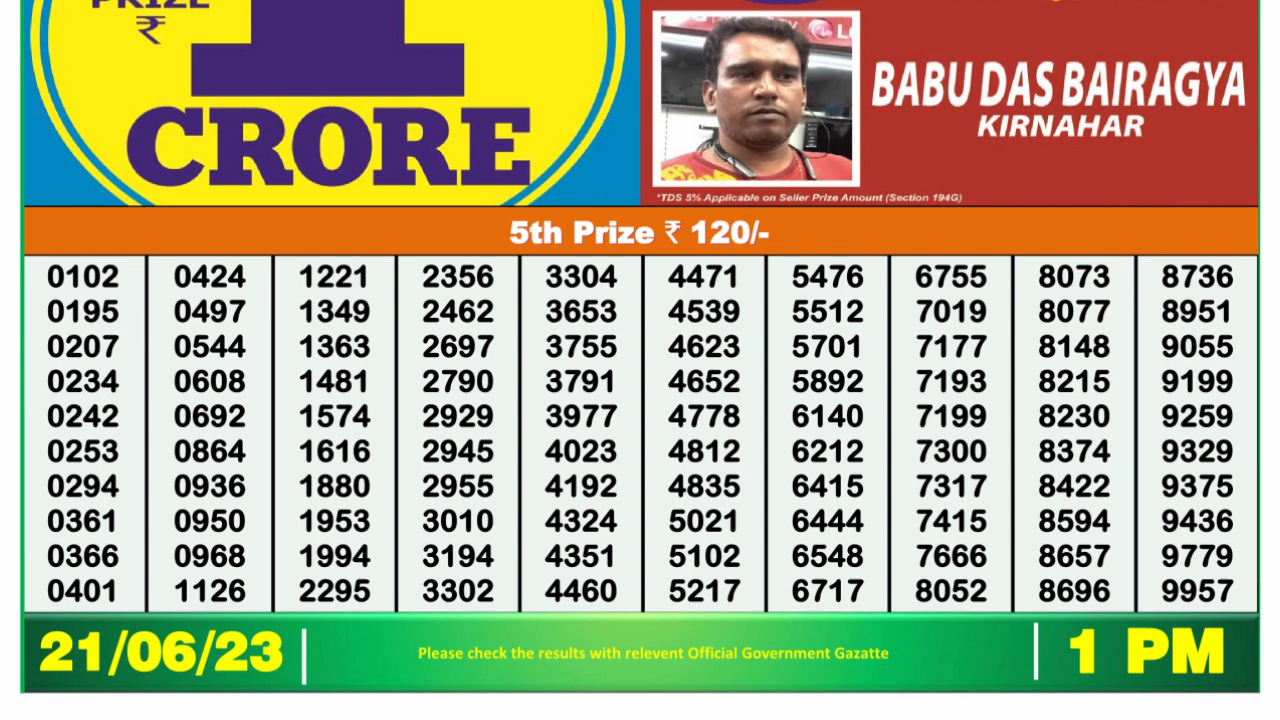 PRIZE
₹
1
CRORE
BABU DAS BAIRAGYA
KIRNAHAR
*TDS 5% Applicable on Seller Prize Amount (Section 194G)
5th Prize ₹ 120/-
0102 0424 1221 2356 3304 4471 5476 6755 8073 8736
0195 0497 1349 2462 3653 4539 5512 7019 8077 8951
0207 0544 1363 2697 3755 4623 5701 7177 8148 9055
0234 0608 1481 2790 3791 4652 5892 7193 8215 9199
0242 0692 1574 2929 3977 4778 6140 7199 8230 9259
0253 0864 1616 2945 4023 4812 6212 7300 8374 9329
0294 0936 1880 2955 4192 4835 6415 7317 8422 9375
0361 0950 1953 3010 4324 5021 6444 7415 8594 9436
0366 0968 1994 3194 4351 5102 6548 7666 8657 9779
0401 1126 2295 3302 4460 5217 6717 8052 8696 9957
21/06/23
Please check the results with relevent Official Government Gazatte
1 PM